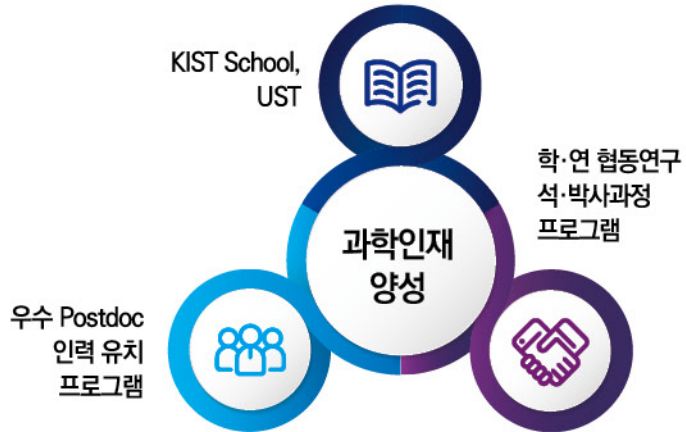 KIST School,
UST
학·연 협동연구
석·박사과정
프로그램
과학인재
양성
우수 Postdoc
인력 유치
프로그램